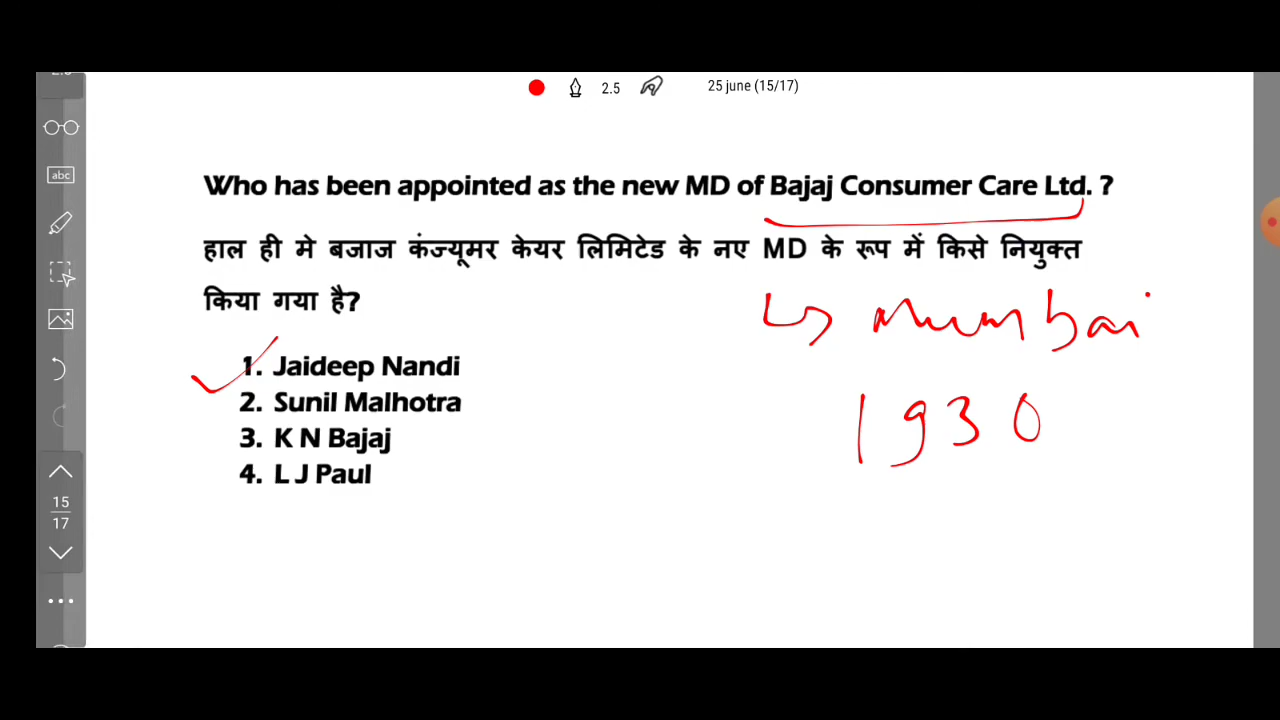 2.5 25 june (15/17)
abc
Who has been appointed as the new MD of Bajaj Consumer Care Ltd. ?
हाल ही मे बजाज कंज्यूमर केयर लिमिटेड के नए MD के रूप में किसे नियुक्त
किया गया है?
Mumbai
1. Jaideep Nandi
2. Sunil Malhotra
1930
3. K N Bajaj
4. L J Paul
15
17